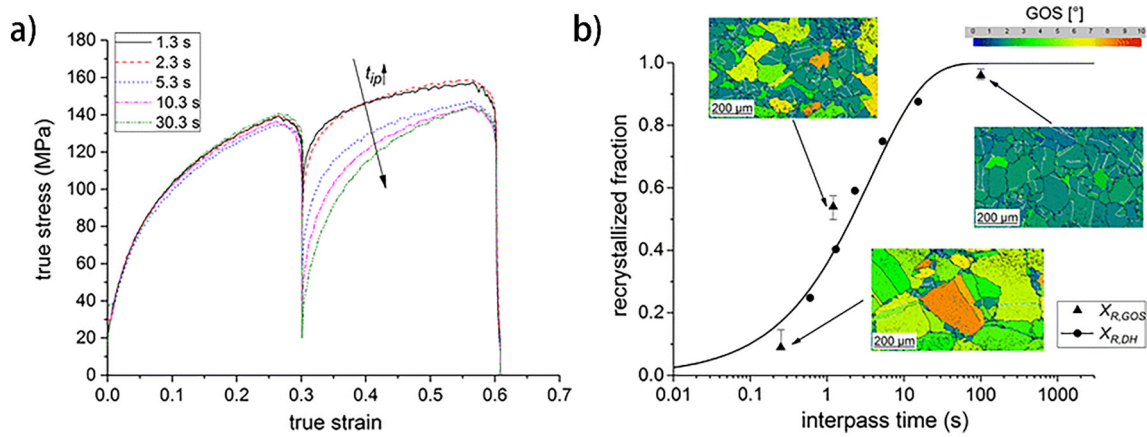 a)
1.3 s
2.3 s
5.3 s
10.3 s
30.3 s
tip
180
160
140
120
100
80
60
40
20
0
true stress (MPa)
0.0 0.1 0.2 0.3 0.4 0.5 0.6 0.7
true strain
b)
GOS [°]
0 1 2 3 4 5 6 7 8 9 10
200 µm
200 µm
200 µm
1.0
0.8
0.6
0.4
0.2
0.0
recrystallized fraction
XR,GOS
XR,DH
0.01 0.1 1 10 100 1000
interpass time (s)